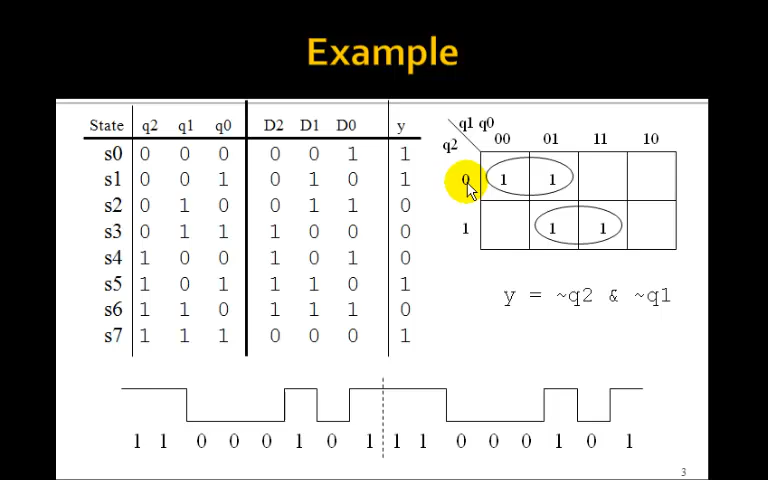 Example
State q2 q1 q0 D2 D1 D0 y
s0 0 0 0 0 0 1 1
s1 0 0 1 0 1 0 1
s2 0 1 0 0 1 1 0
s3 0 1 1 1 0 0 0
s4 1 0 0 1 0 1 0
s5 1 0 1 1 1 0 1
s6 1 1 0 1 1 1 0
s7 1 1 1 0 0 0 1
q1 q0
q2
00 01 11 10
0 1 1
1 1 1
y = ~q2 & ~q1
1 1 0 0 0 1 0 1 1 1 0 0 0 1 0 1
3